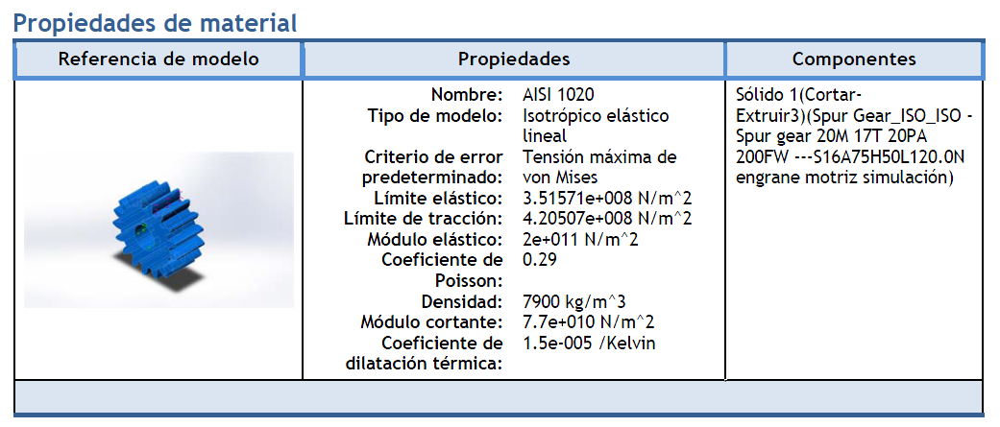 Propiedades de material
Referencia de modelo
Propiedades
Componentes
Nombre: AISI 1020
Tipo de modelo: Isotrópico elástico
lineal
Criterio de error Tensión máxima de
predeterminado: von Mises
Límite elástico: 3.51571e+008 N/m^2
Límite de tracción: 4.20507e+008 N/m^2
Módulo elástico: 2e+011 N/m^2
Coeficiente de 0.29
Poisson:
Densidad: 7900 kg/m^3
Módulo cortante: 7.7e+010 N/m^2
Coeficiente de 1.5e-005 /Kelvin
dilatación térmica:
Sólido 1(Cortar-
Extruir3)(Spur Gear_ISO_ISO -
Spur gear 20M 17T 20PA
200FW ---S16A75H50L120.0N
engrane motriz simulación)